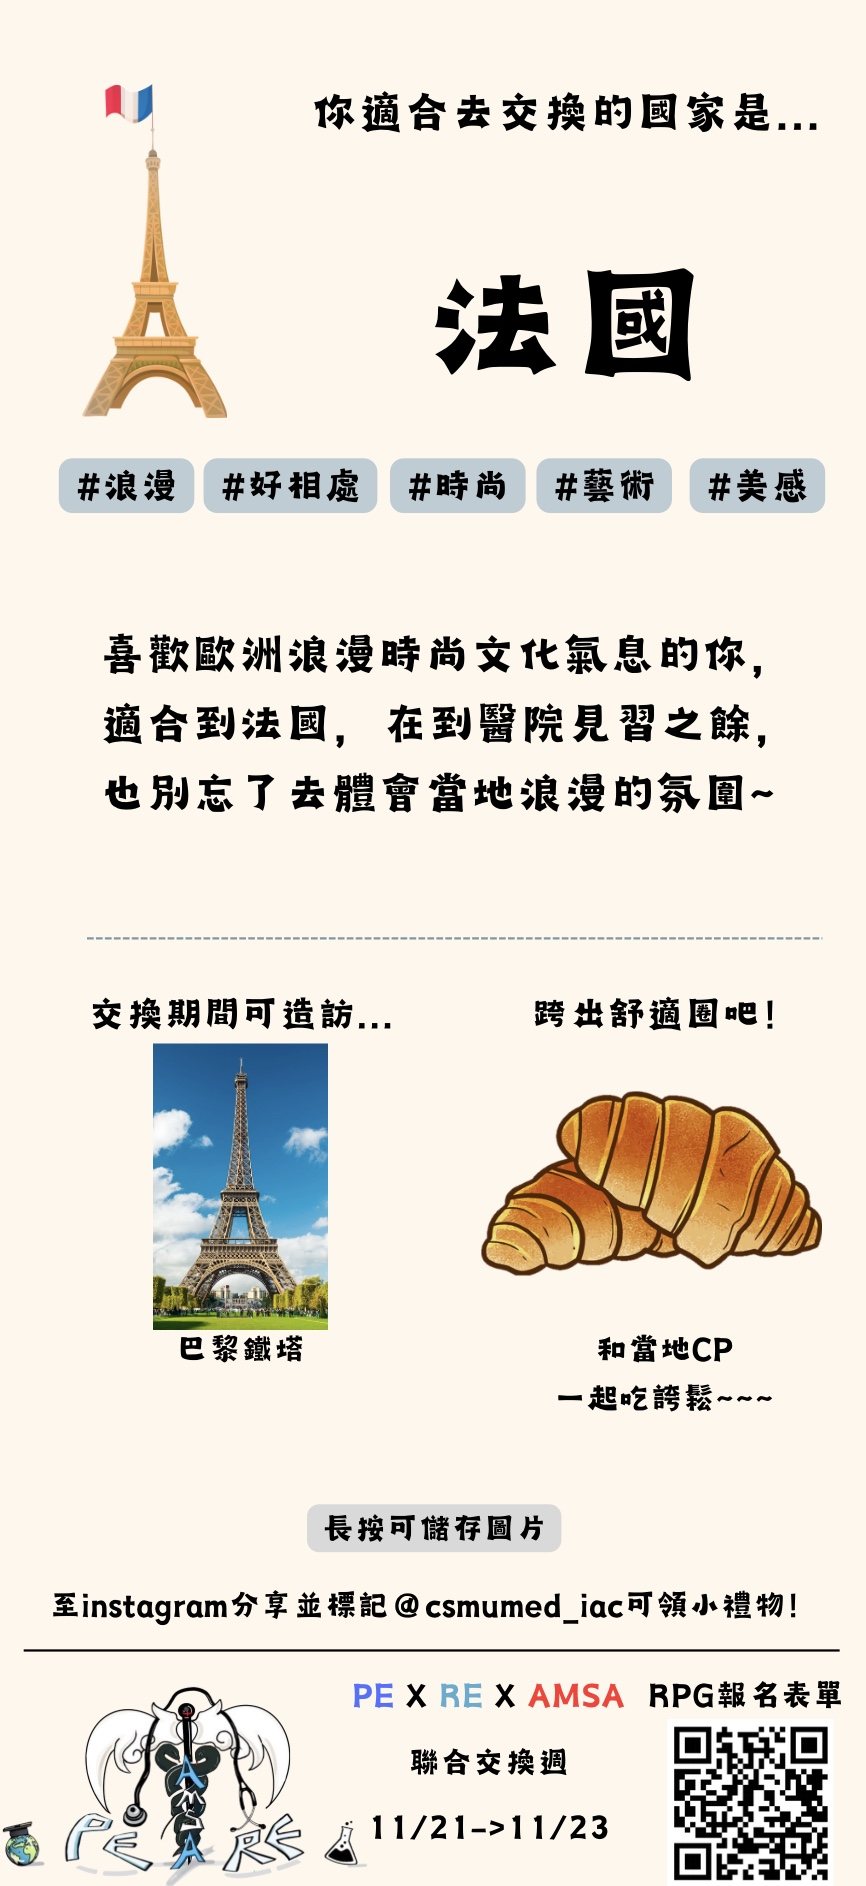 你適合去交換的國家是...
法國
#浪漫 #好相處 #時尚 #藝術 #美感
喜歡歐洲浪漫時尚文化氣息的你,
適合到法國, 在到醫院見習之餘,
也別忘了去體會當地浪漫的氛圍~
交換期間可造訪...
跨出舒適圈吧!
巴黎鐵塔
和當地CP
一起吃誇鬆~~~
長按可儲存圖片
至instagram分享並標記@csmumed_iac可領小禮物!
PE X RE X AMSA
聯合交換週
11/21->11/23
RPG報名表單
PE AMSA RE